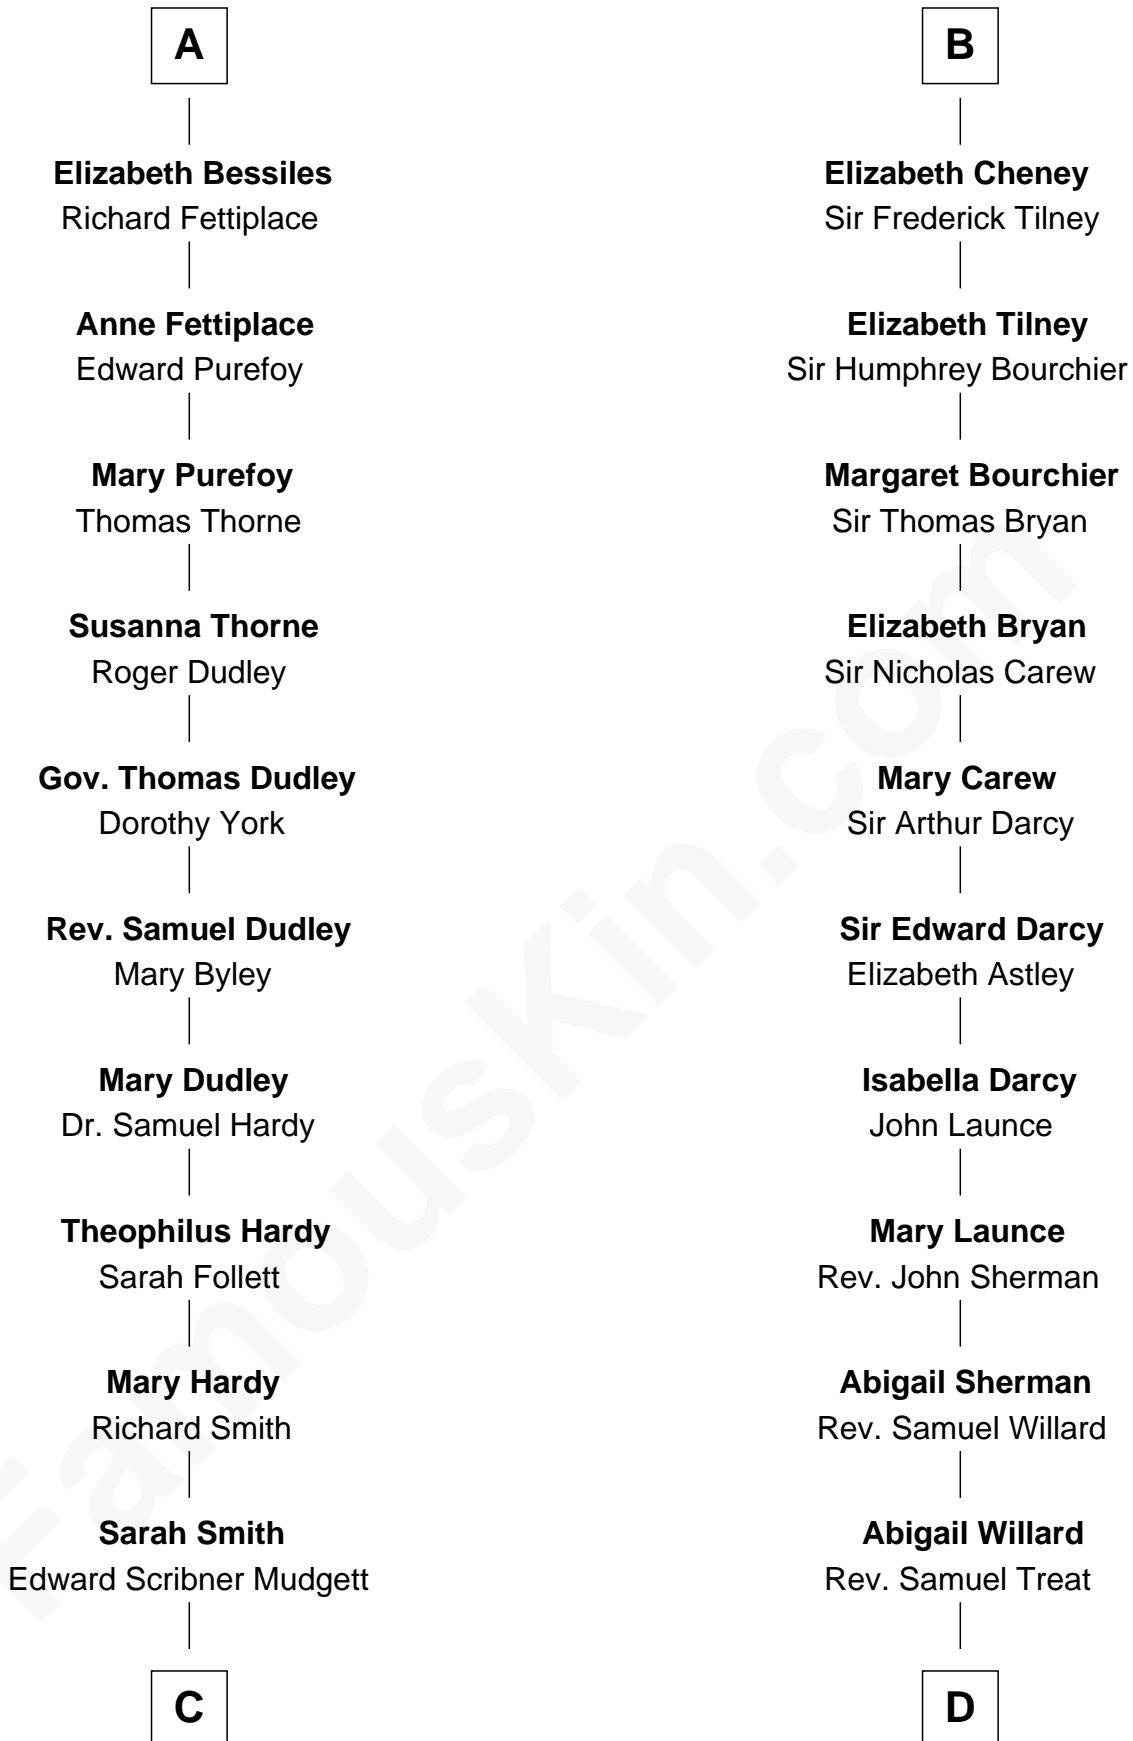 A
Elizabeth Bessiles
Richard Fettiplace
Anne Fettiplace
Edward Purefoy
Mary Purefoy
Thomas Thorne
Susanna Thorne
Roger Dudley
Gov. Thomas Dudley
Dorothy York
Rev. Samuel Dudley
Mary Byley
Mary Dudley
Dr. Samuel Hardy
Theophilus Hardy
Sarah Follett
Mary Hardy
Richard Smith
Sarah Smith
Edward Scribner Mudgett
C
B
Elizabeth Cheney
Sir Frederick Tilney
Elizabeth Tilney
Sir Humphrey Bourchier
Margaret Bourchier
Sir Thomas Bryan
Elizabeth Bryan
Sir Nicholas Carew
Mary Carew
Sir Arthur Darcy
Sir Edward Darcy
Elizabeth Astley
Isabella Darcy
John Launce
Mary Launce
Rev. John Sherman
Abigail Sherman
Rev. Samuel Willard
Abigail Willard
Rev. Samuel Treat
D
FamousKin.com